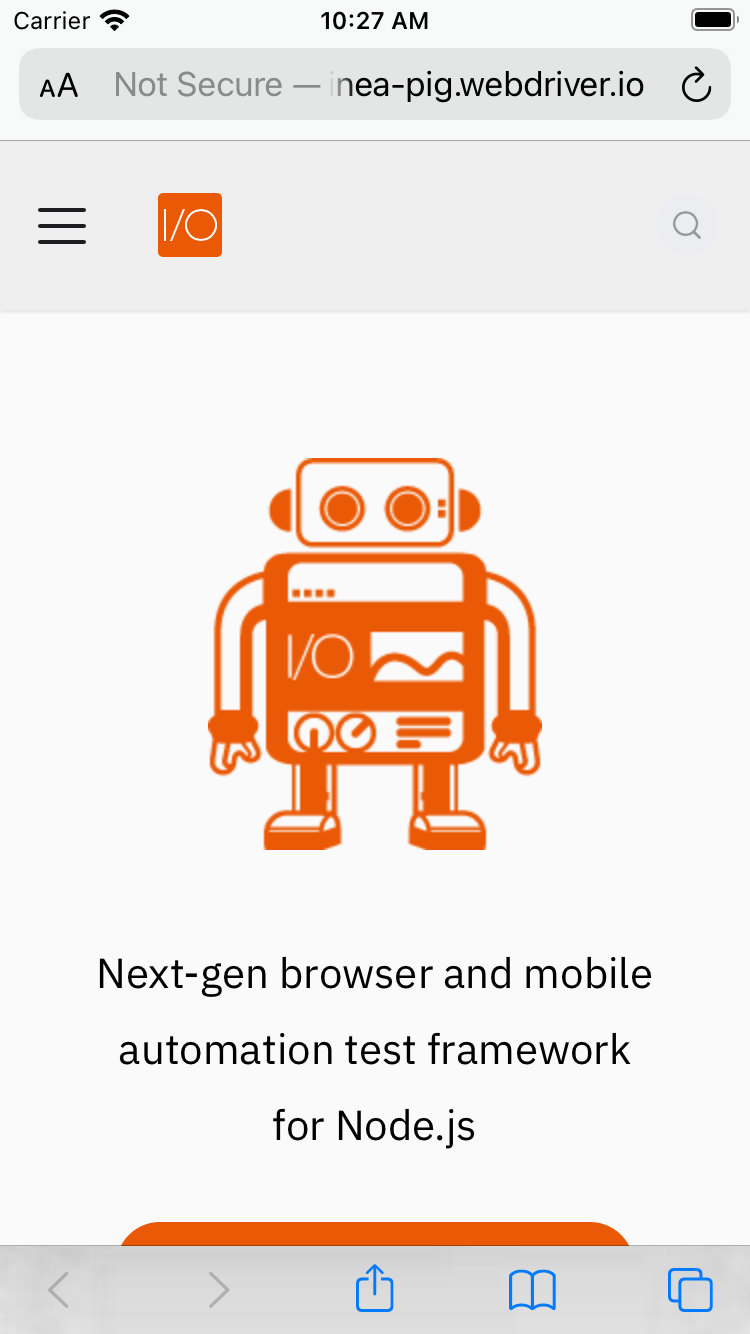 Carrier 10:27 AM
AA Not Secure — inea-pig.webdriver.io
I/O
I/O
Next-gen browser and mobile
automation test framework
for Node.js